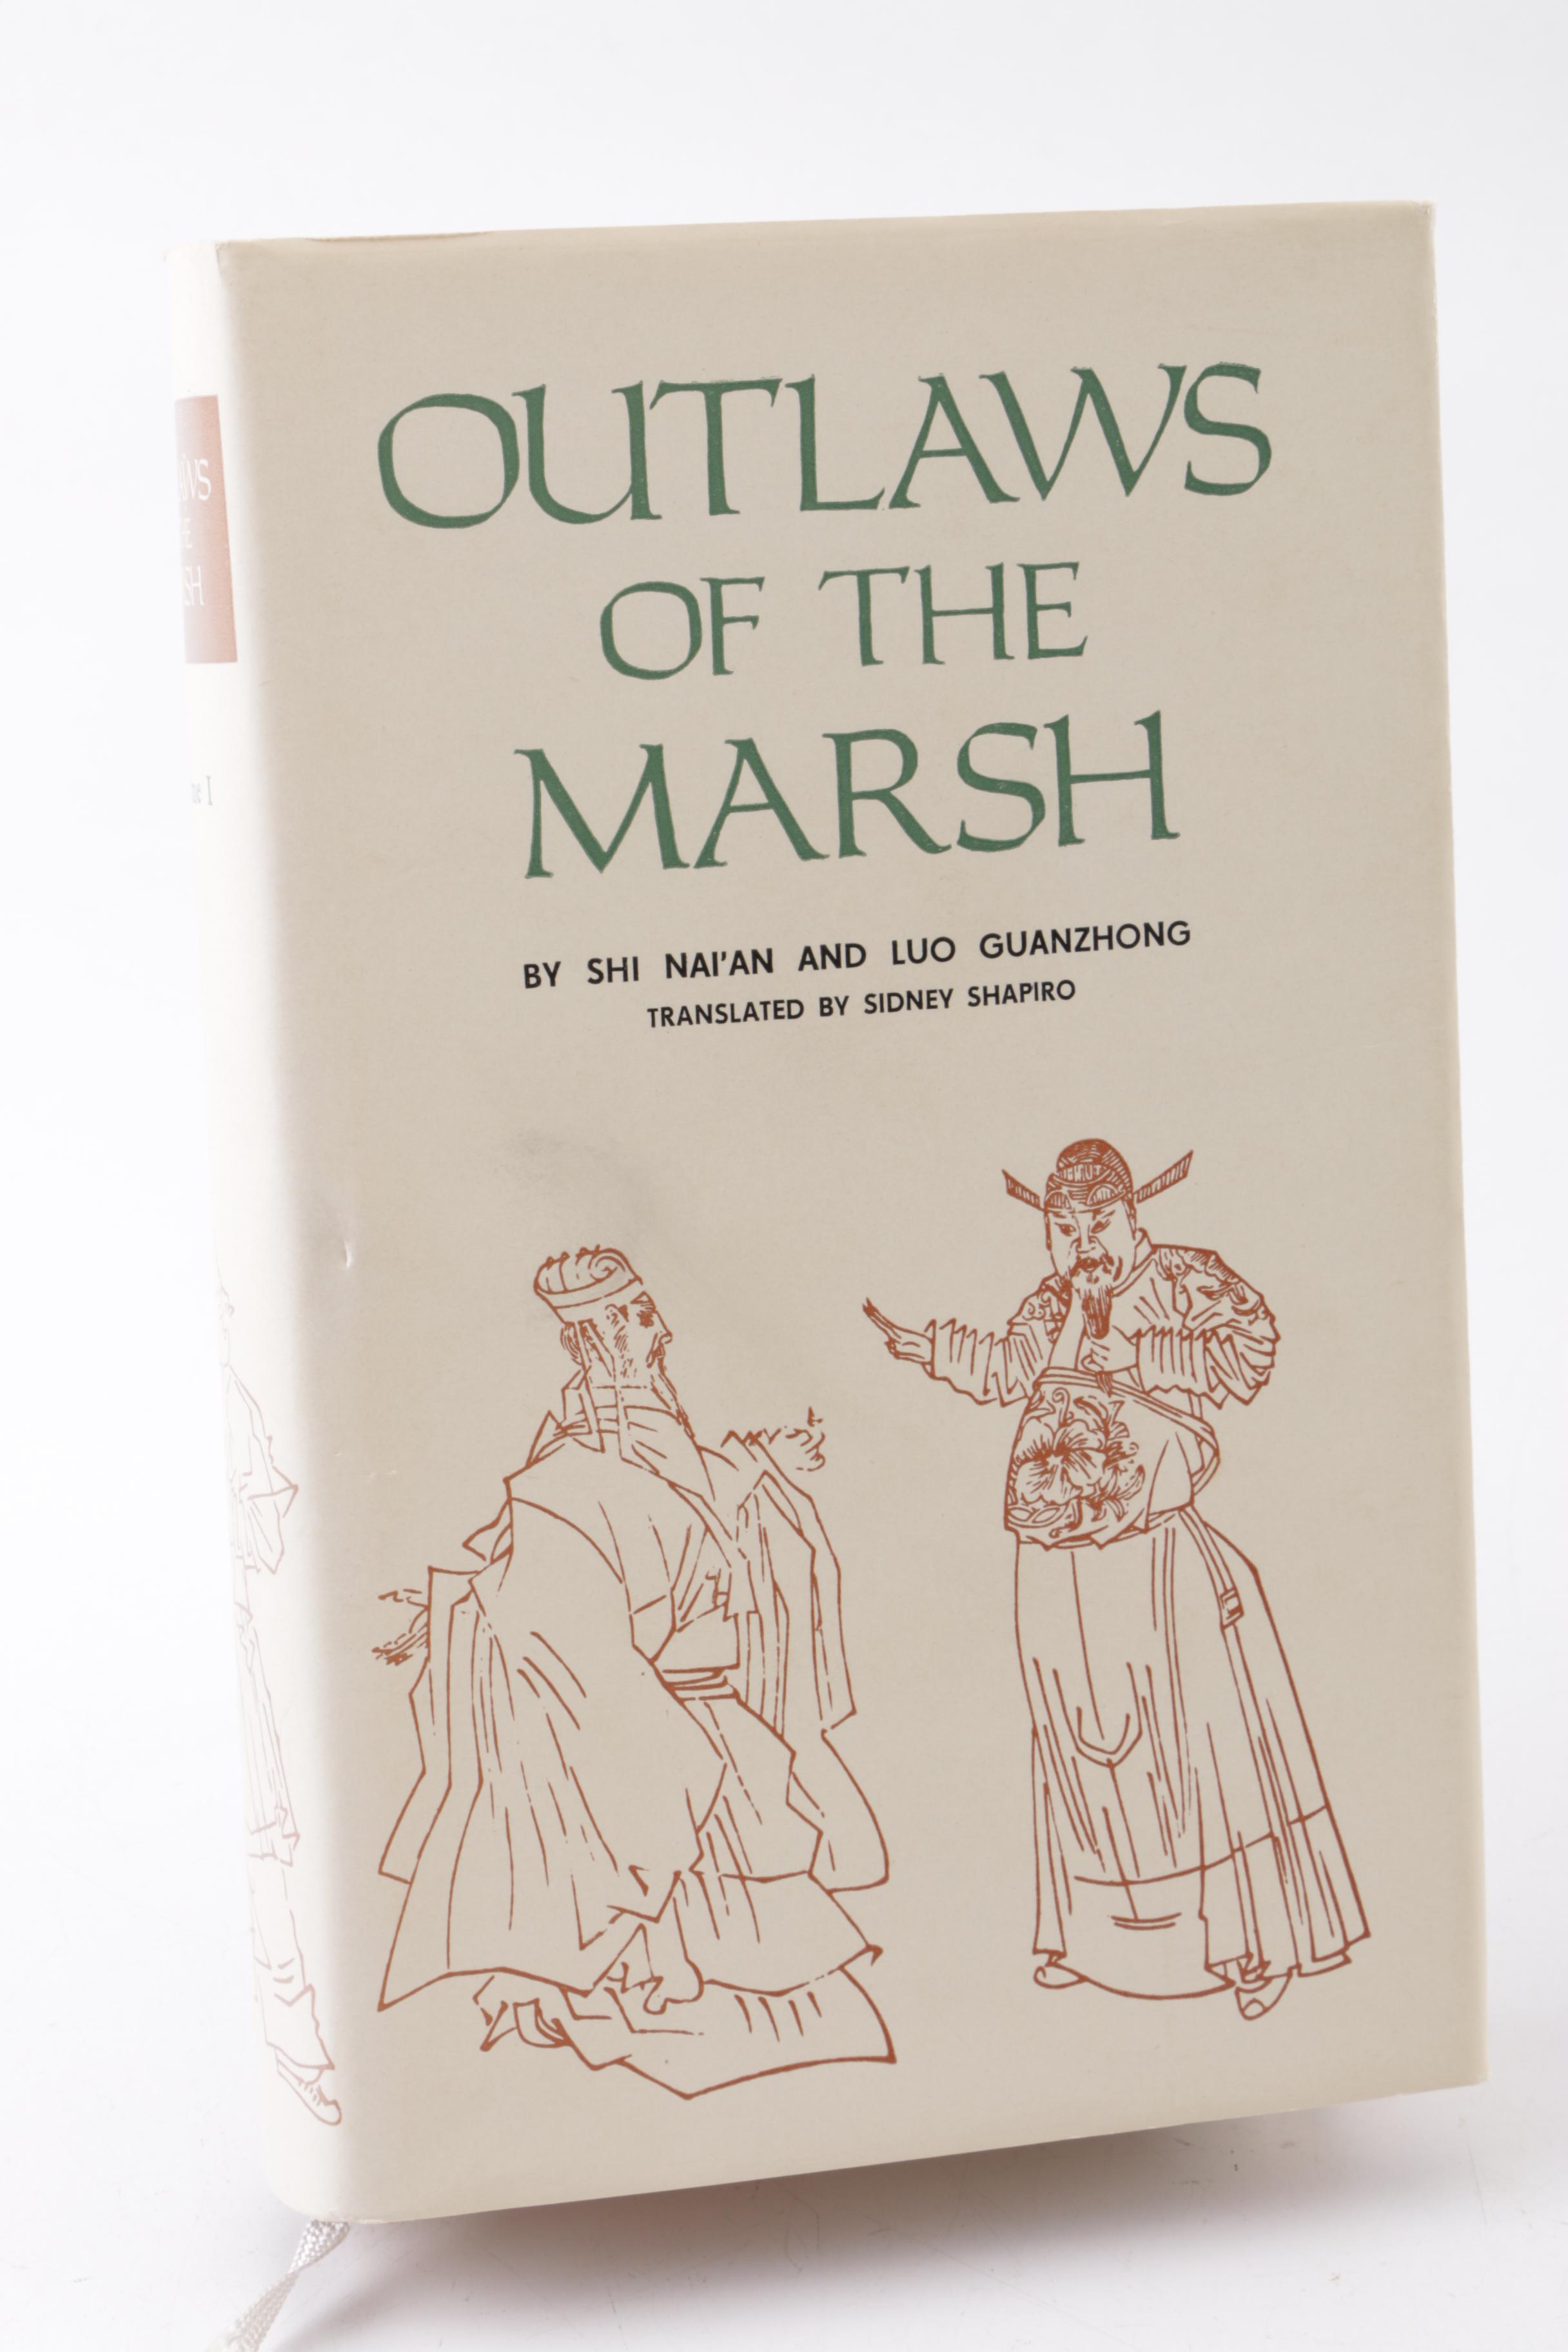 OUTLAWS
OF THE
MARSH
BY SHI NAI'AN AND LUO GUANZHONG
TRANSLATED BY SIDNEY SHAPIRO